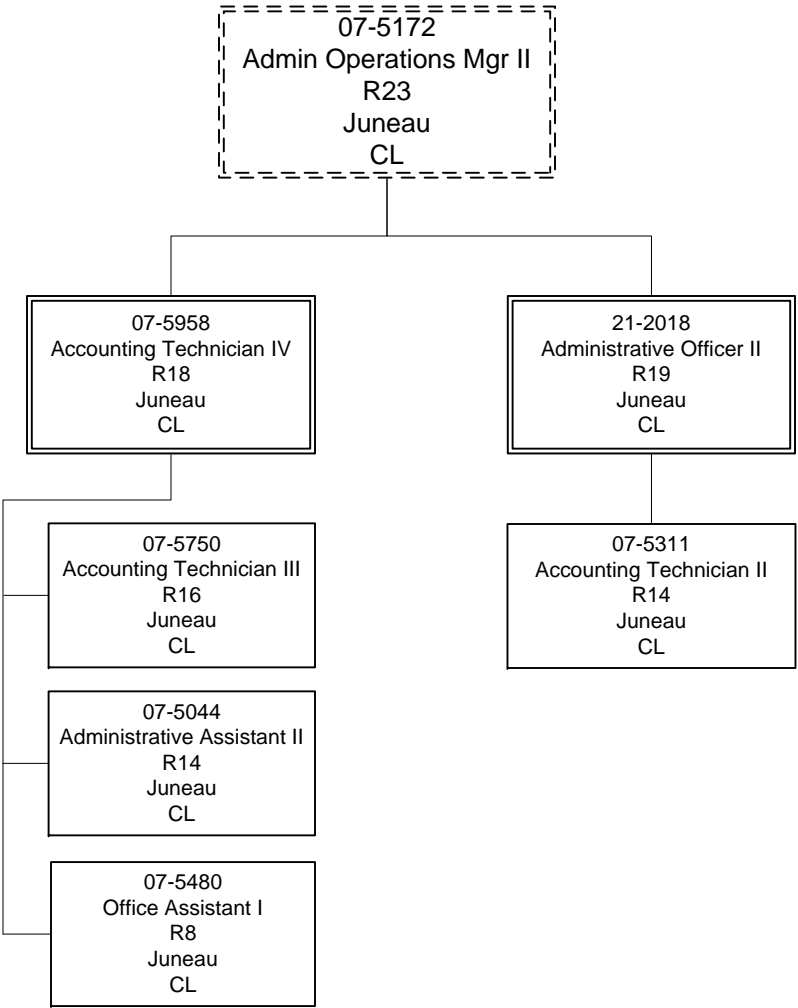 07-5172
Admin Operations Mgr II
R23
Juneau
CL
07-5958
Accounting Technician IV
R18
Juneau
CL
21-2018
Administrative Officer II
R19
Juneau
CL
07-5750
Accounting Technician III
R16
Juneau
CL
07-5311
Accounting Technician II
R14
Juneau
CL
07-5044
Administrative Assistant II
R14
Juneau
CL
07-5480
Office Assistant I
R8
Juneau
CL